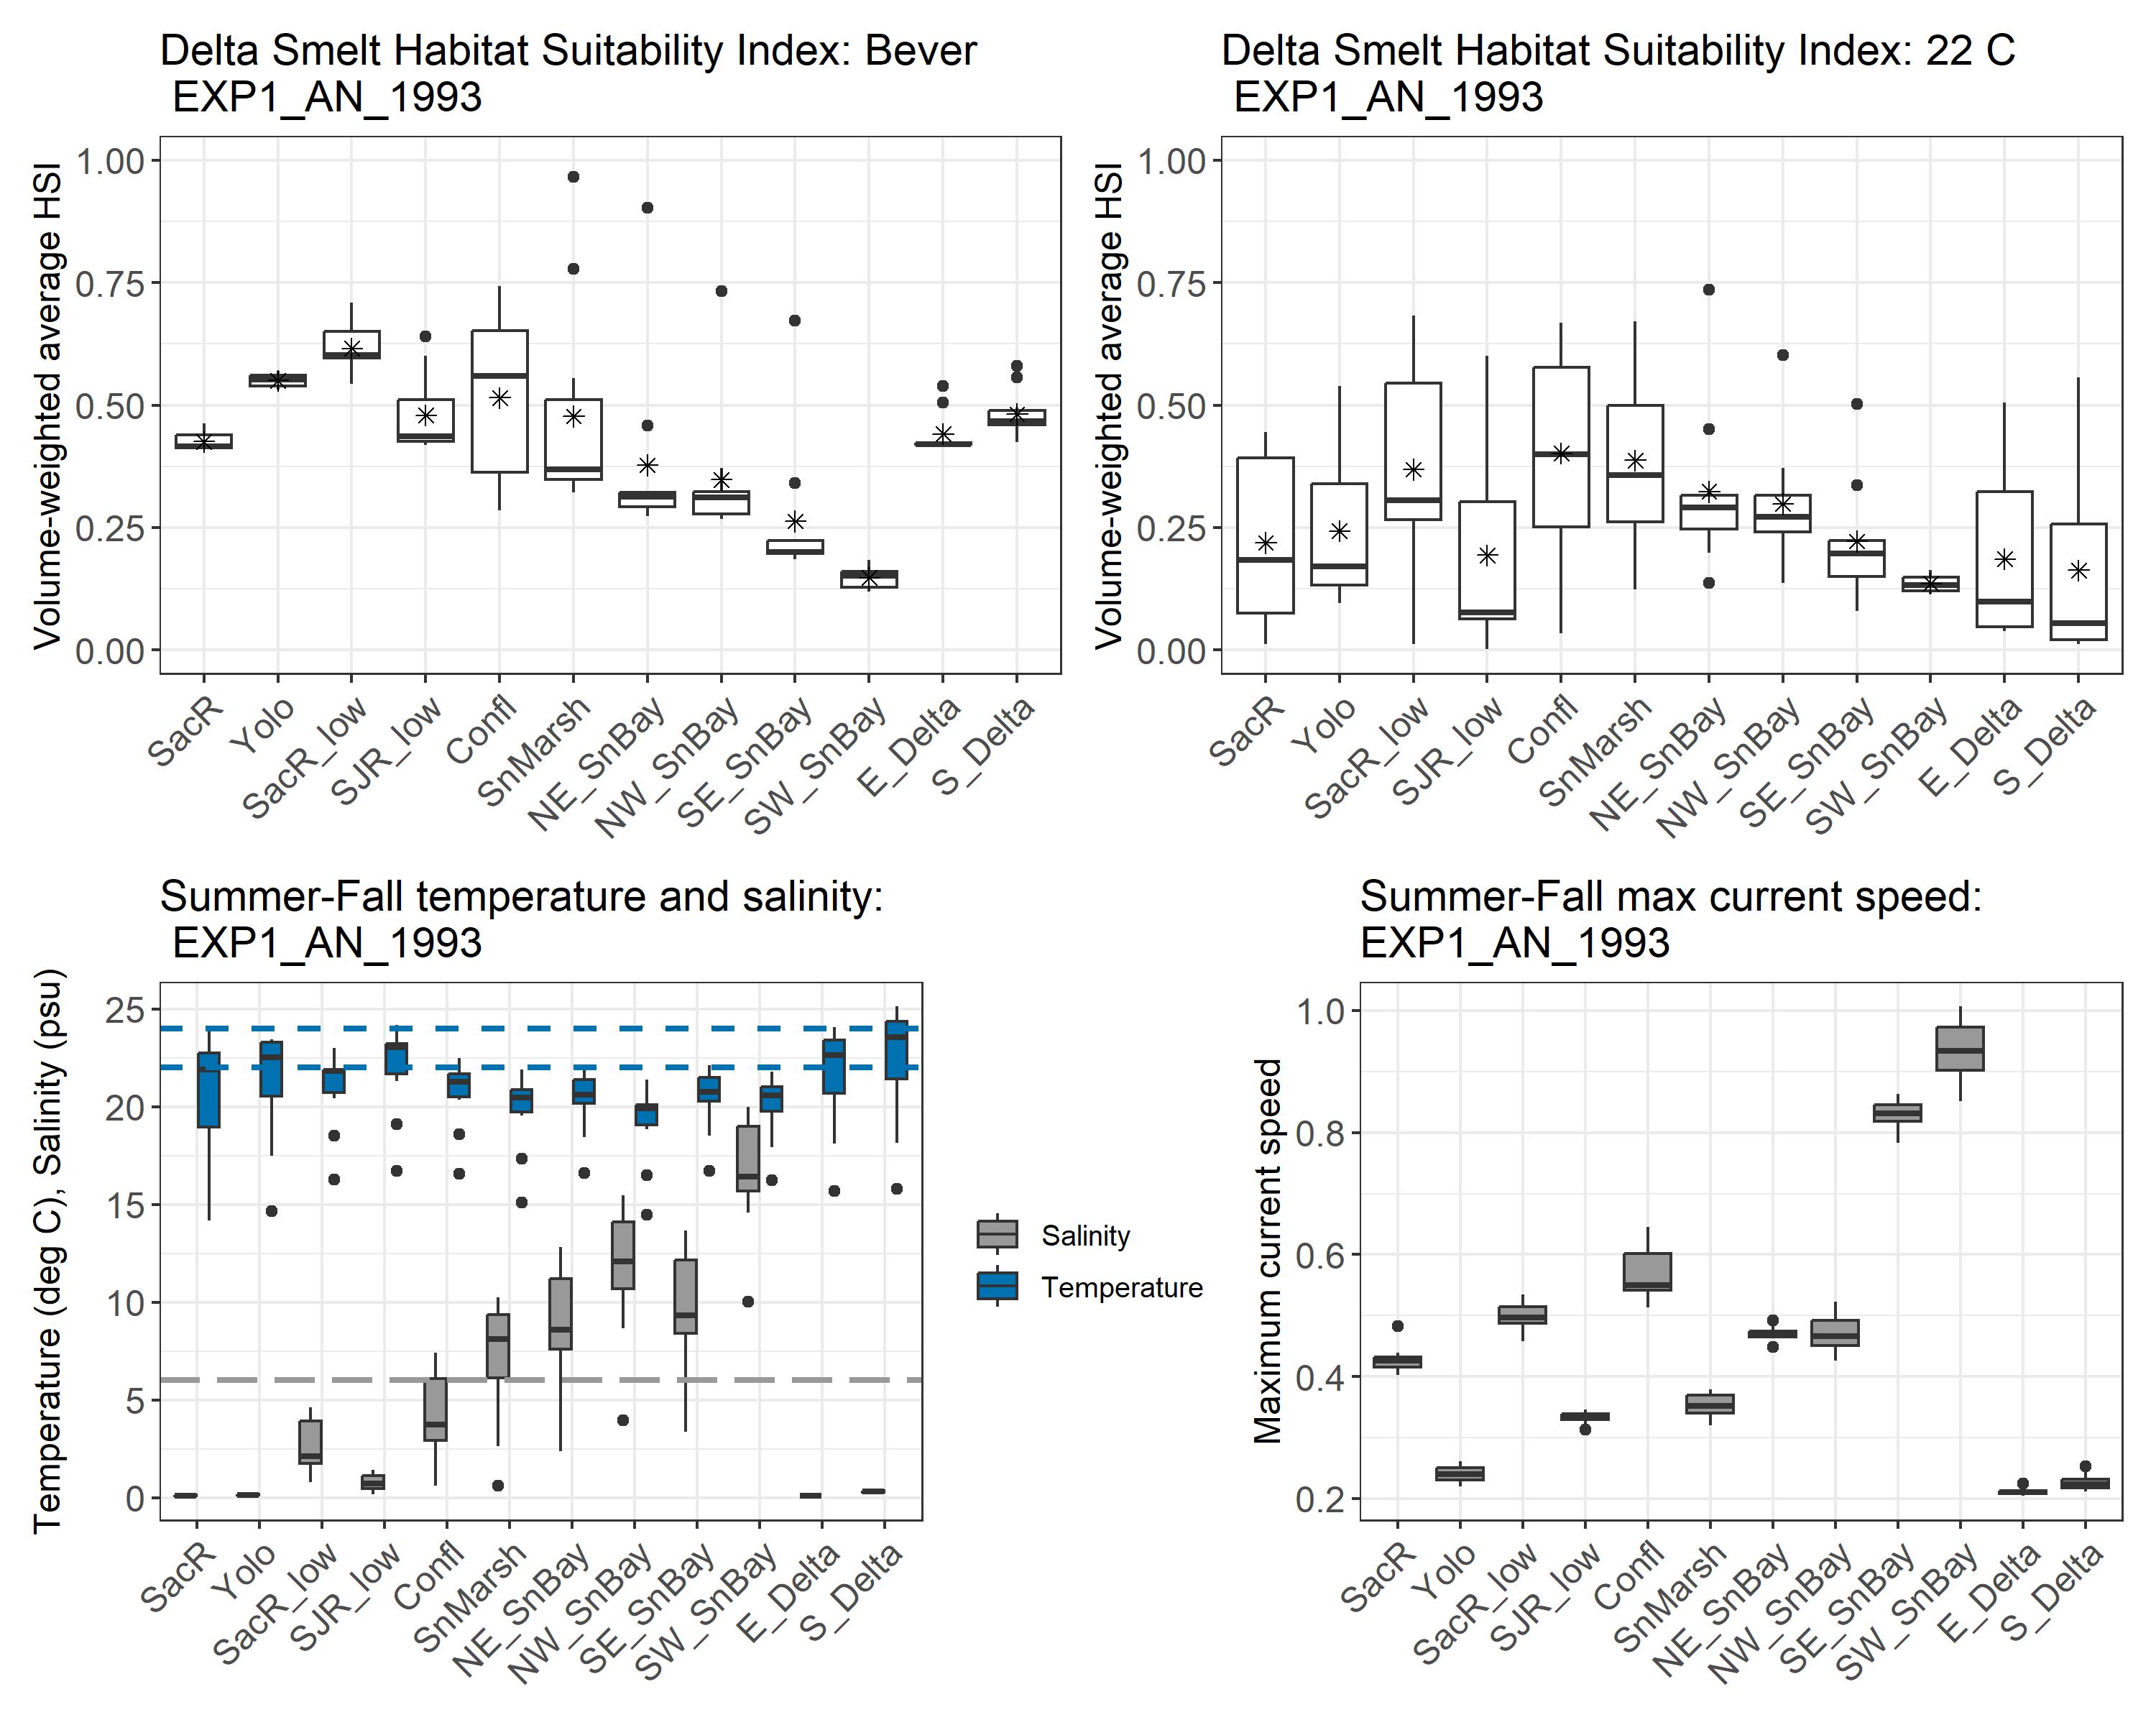 Delta Smelt Habitat Suitability Index: Bever
EXP1_AN_1993
Volume-weighted average HSI
1.00
0.75
0.50
0.25
0.00
SacR
Yolo
SacR_low
SJR_low
Confl
SnMarsh
NE_SnBay
NW_SnBay
SE_SnBay
SW_SnBay
E_Delta
S_Delta
Delta Smelt Habitat Suitability Index: 22 C
EXP1_AN_1993
Volume-weighted average HSI
1.00
0.75
0.50
0.25
0.00
SacR
Yolo
SacR_low
SJR_low
Confl
SnMarsh
NE_SnBay
NW_SnBay
SE_SnBay
SW_SnBay
E_Delta
S_Delta
Summer-Fall temperature and salinity:
EXP1_AN_1993
Temperature (deg C), Salinity (psu)
25
20
15
10
5
0
SacR
Yolo
SacR_low
SJR_low
Confl
SnMarsh
NE_SnBay
NW_SnBay
SE_SnBay
SW_SnBay
E_Delta
S_Delta
Salinity
Temperature
Summer-Fall max current speed:
EXP1_AN_1993
Maximum current speed
1.0
0.8
0.6
0.4
0.2
SacR
Yolo
SacR_low
SJR_low
Confl
SnMarsh
NE_SnBay
NW_SnBay
SE_SnBay
SW_SnBay
E_Delta
S_Delta